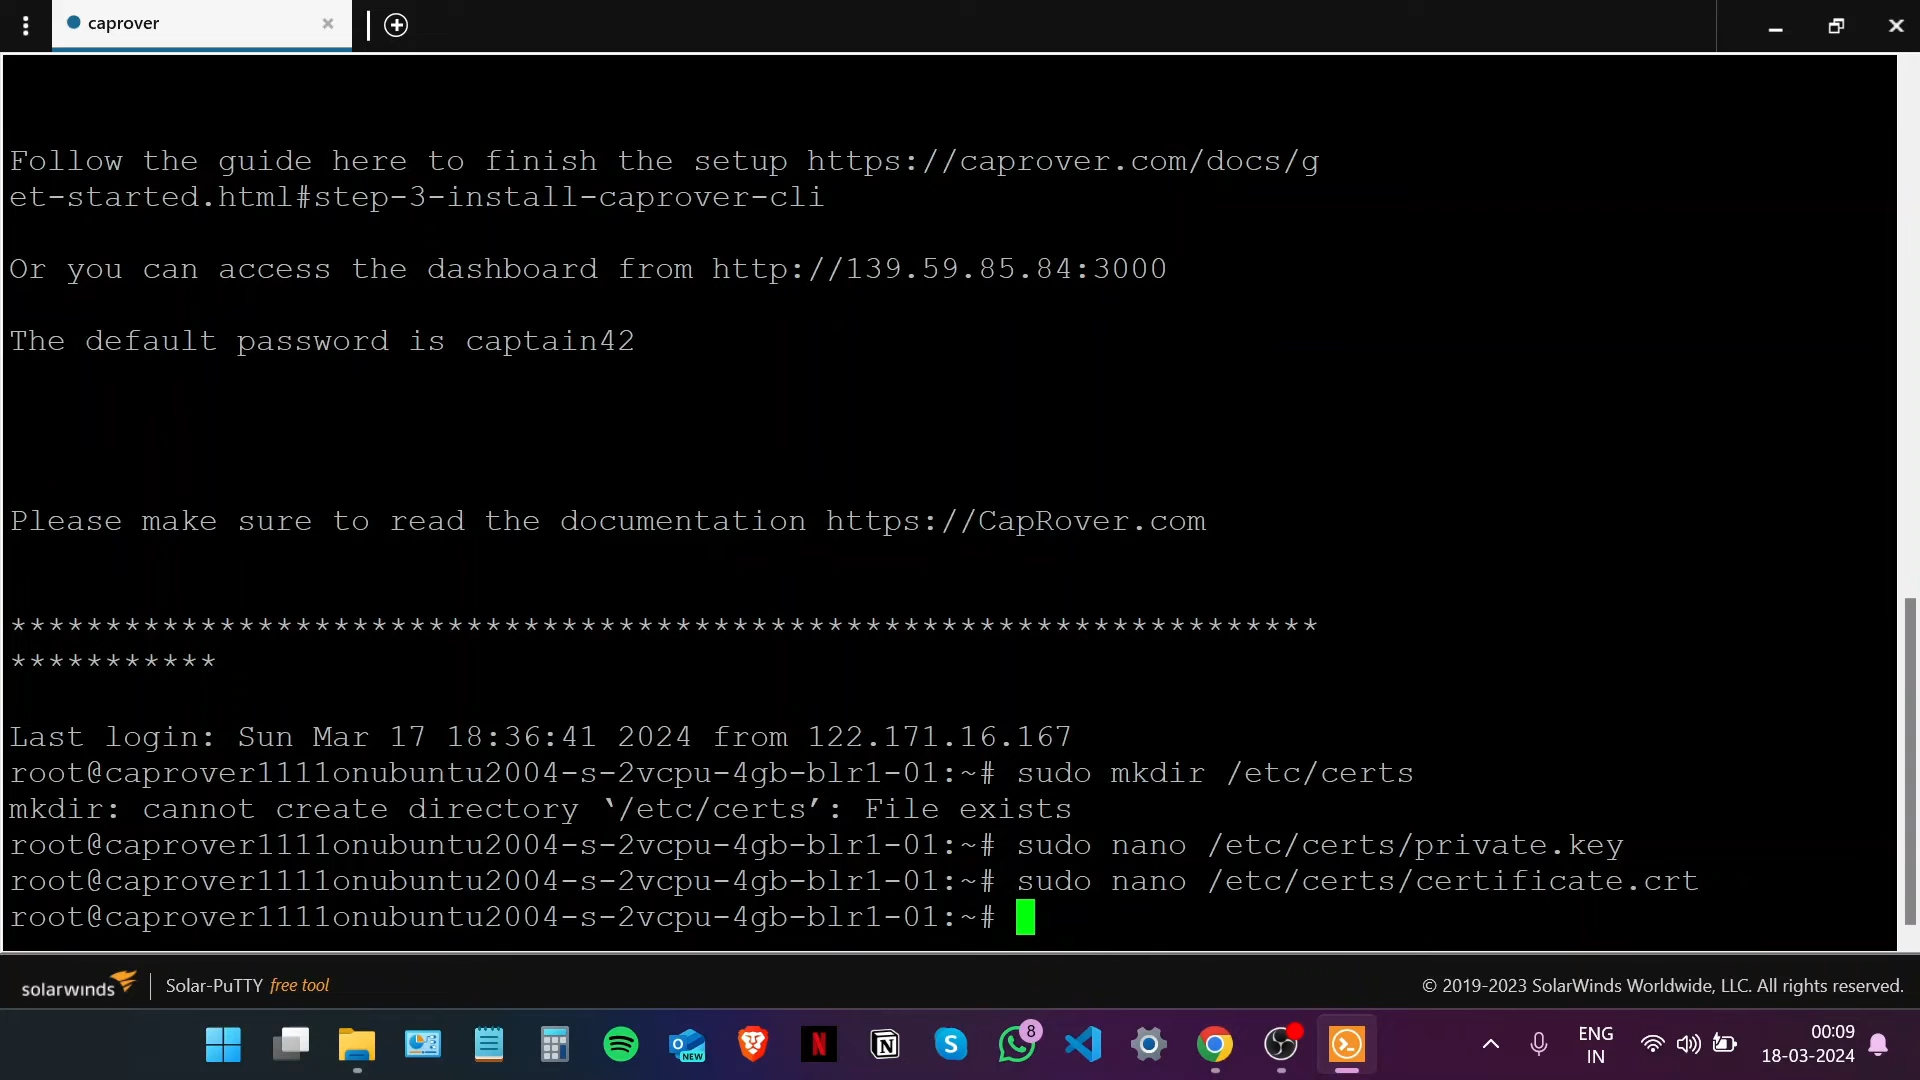 caprover
Follow the guide here to finish the setup https://caprover.com/docs/g
et-started.html#step-3-install-caprover-cli
Or you can access the dashboard from http://139.59.85.84:3000
The default password is captain42
Please make sure to read the documentation https://CapRover.com
*********************************************************************
***********
Last login: Sun Mar 17 18:36:41 2024 from 122.171.16.167
root@caprover1111onubuntu2004-s-2vcpu-4gb-blr1-01:~# sudo mkdir /etc/certs
mkdir: cannot create directory ‘/etc/certs’: File exists
root@caprover1111onubuntu2004-s-2vcpu-4gb-blr1-01:~# sudo nano /etc/certs/private.key
root@caprover1111onubuntu2004-s-2vcpu-4gb-blr1-01:~# sudo nano /etc/certs/certificate.crt
root@caprover1111onubuntu2004-s-2vcpu-4gb-blr1-01:~#
solarwinds Solar-PuTTY free tool © 2019-2023 SolarWinds Worldwide, LLC. All rights reserved.
NEW
8
ENG
IN
00:09
18-03-2024